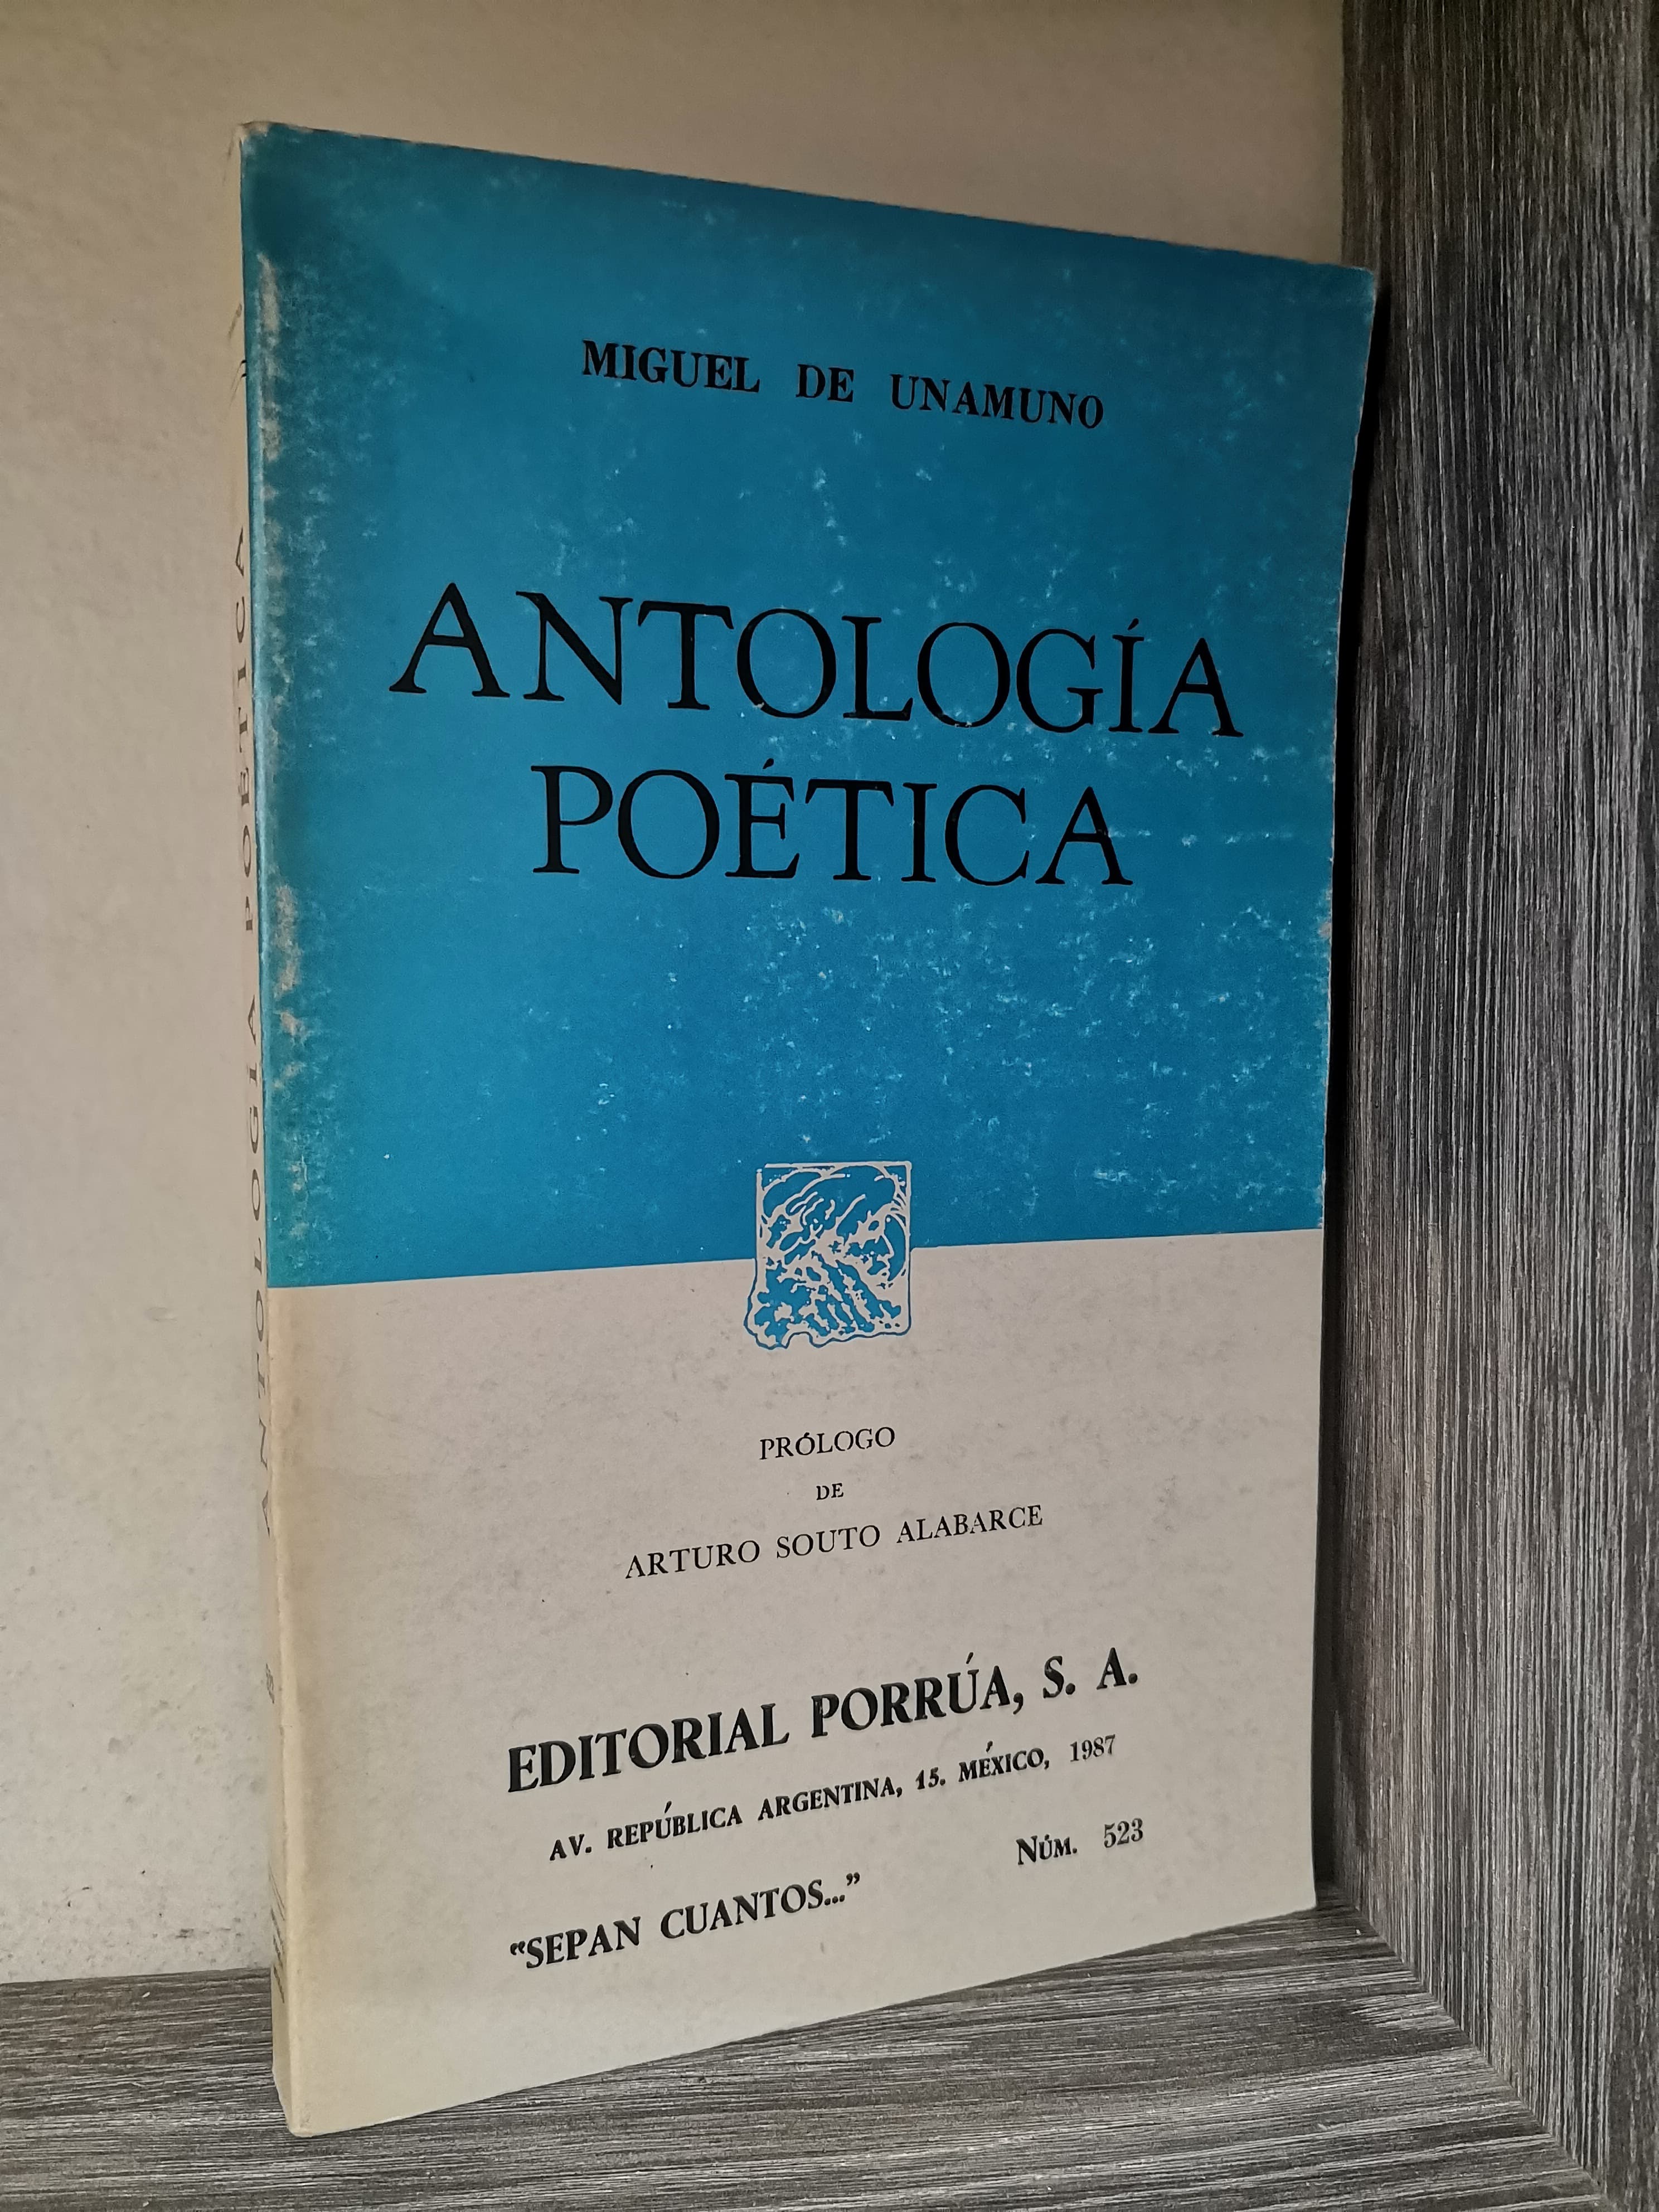 MIGUEL DE UNAMUNO
ANTOLOGÍA
POÉTICA
PRÓLOGO
DE
ARTURO SOUTO ALABARCE
EDITORIAL PORRÚA, S. A.
AV. REPÚBLICA ARGENTINA, 15. MÉXICO, 1987
"SEPAN CUANTOS..." NÚM. 523
ANTOLOGÍA POÉTICA